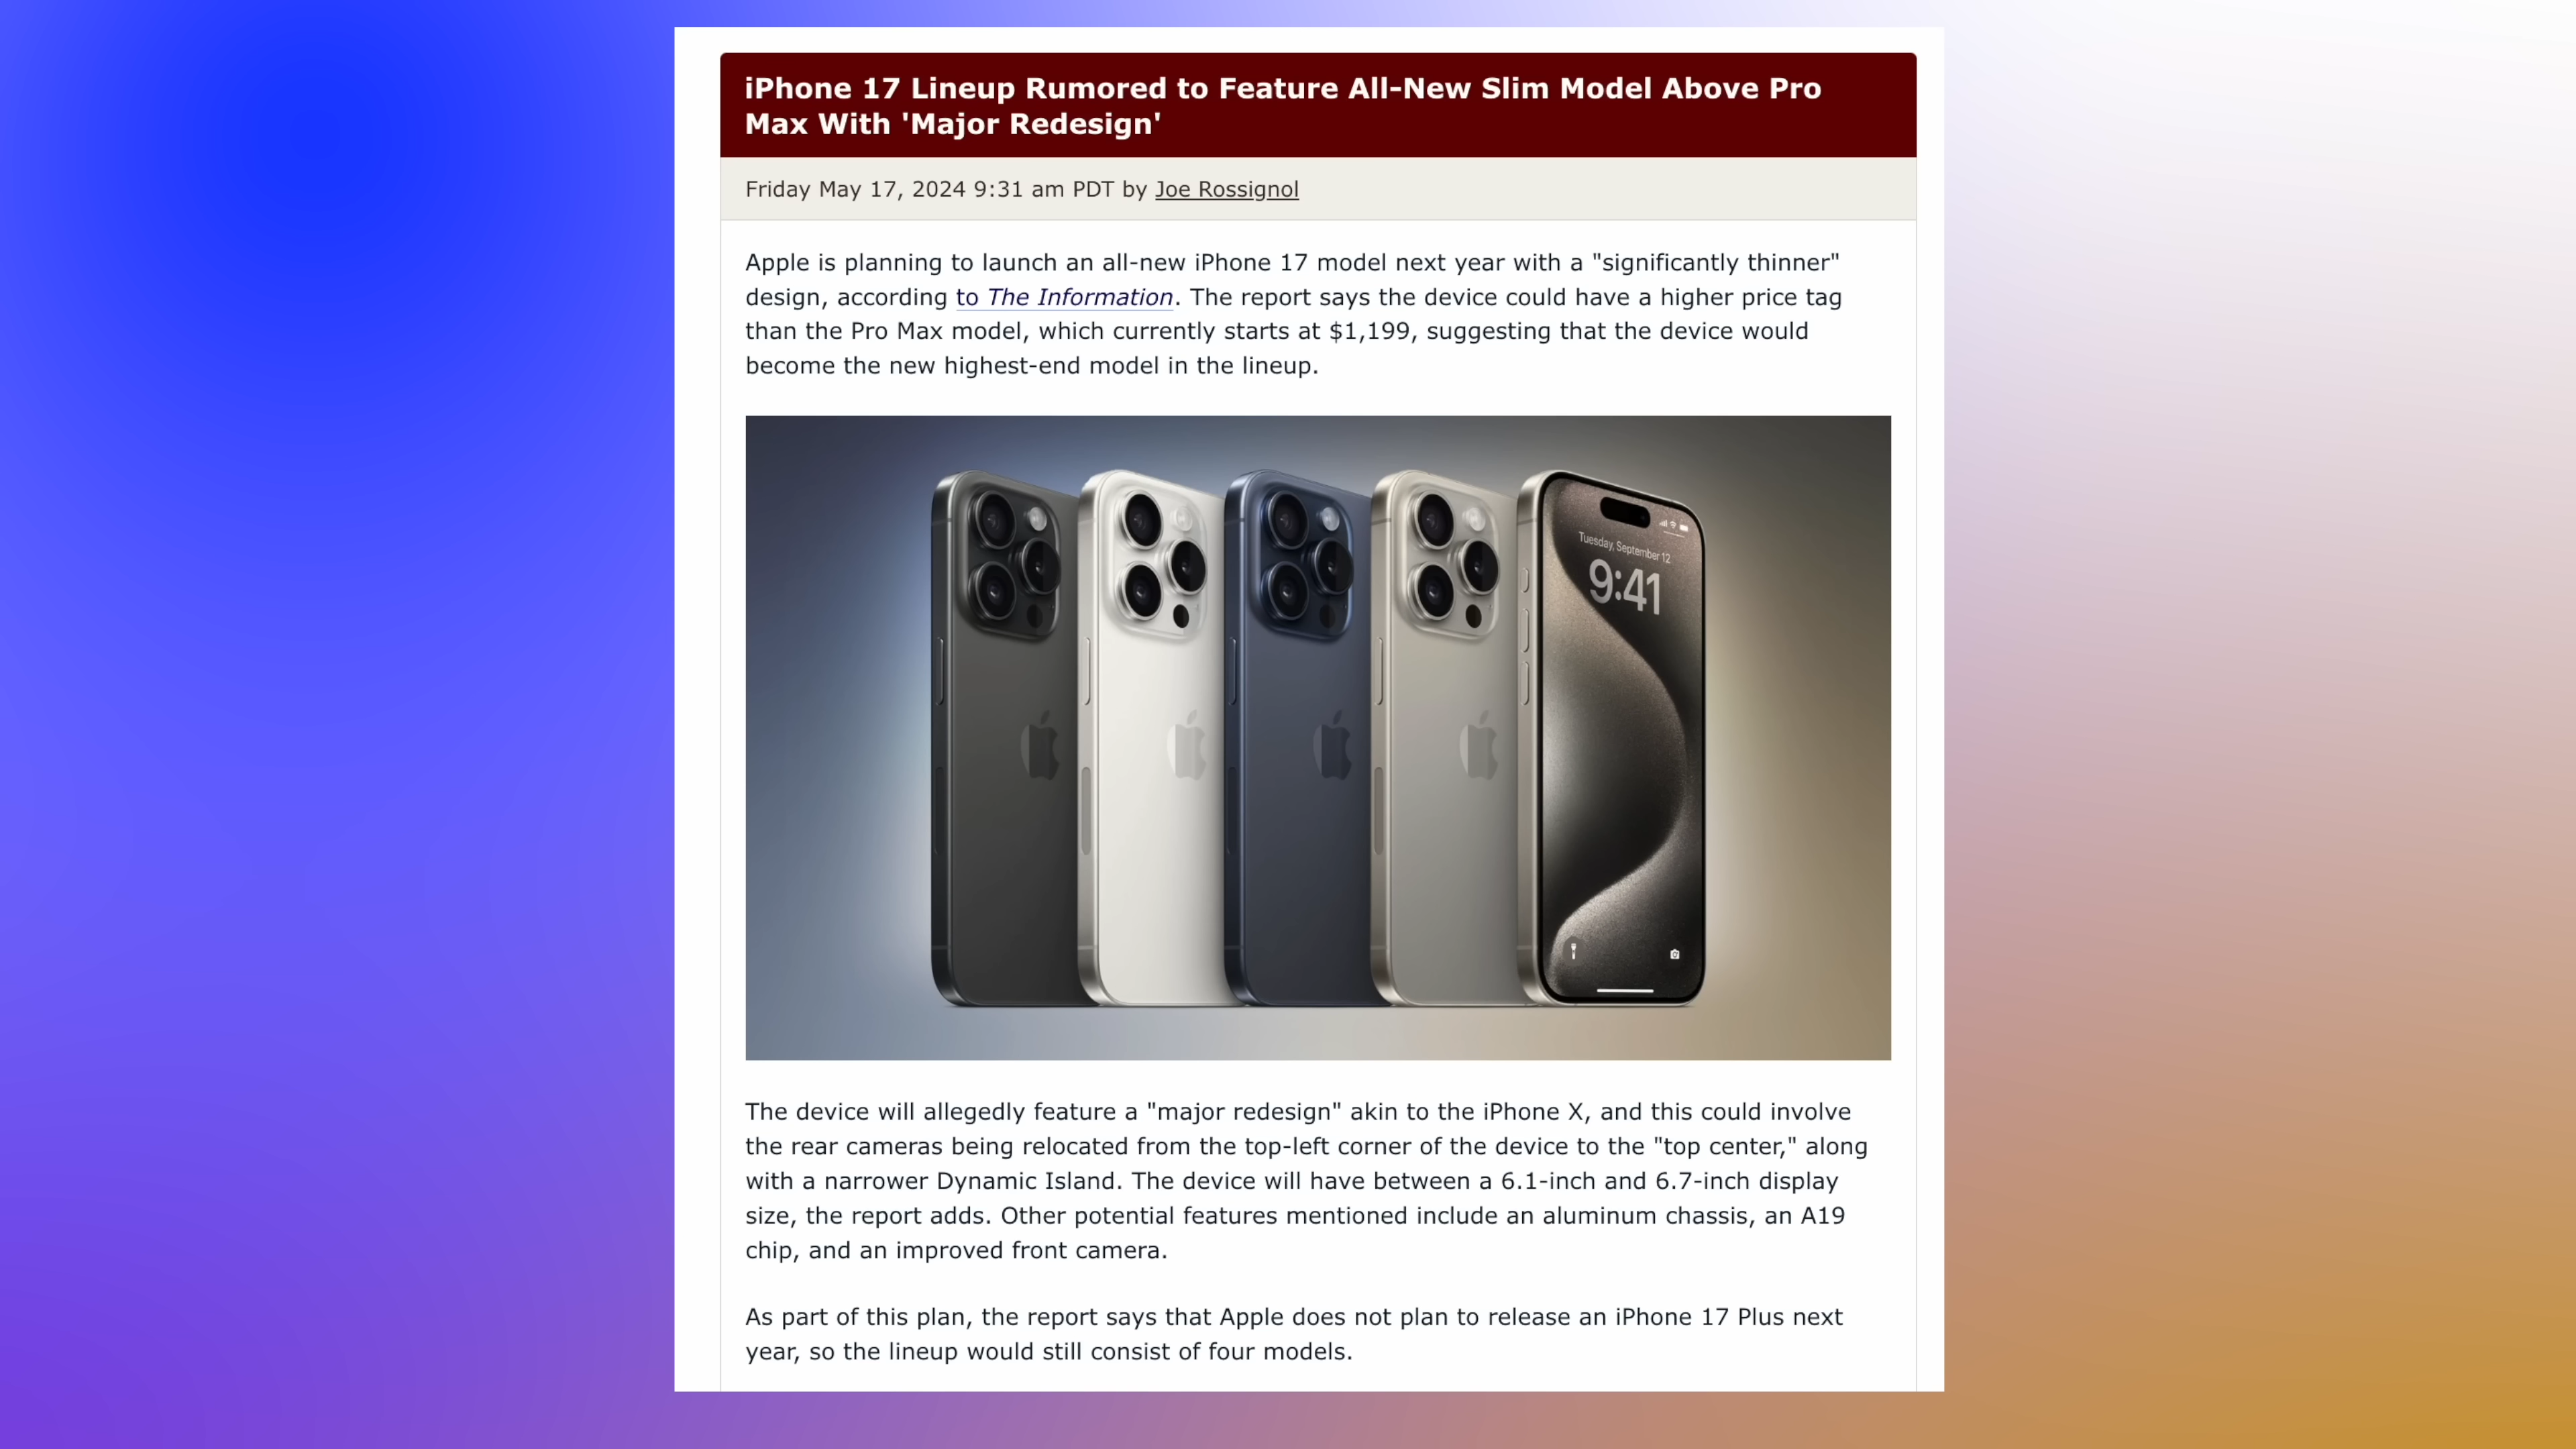 iPhone 17 Lineup Rumored to Feature All-New Slim Model Above Pro
Max With 'Major Redesign'
Friday May 17, 2024 9:31 am PDT by Joe Rossignol
Apple is planning to launch an all-new iPhone 17 model next year with a "significantly thinner"
design, according to The Information. The report says the device could have a higher price tag
than the Pro Max model, which currently starts at $1,199, suggesting that the device would
become the new highest-end model in the lineup.
Tuesday, September 12
9:41
The device will allegedly feature a "major redesign" akin to the iPhone X, and this could involve
the rear cameras being relocated from the top-left corner of the device to the "top center," along
with a narrower Dynamic Island. The device will have between a 6.1-inch and 6.7-inch display
size, the report adds. Other potential features mentioned include an aluminum chassis, an A19
chip, and an improved front camera.
As part of this plan, the report says that Apple does not plan to release an iPhone 17 Plus next
year, so the lineup would still consist of four models.